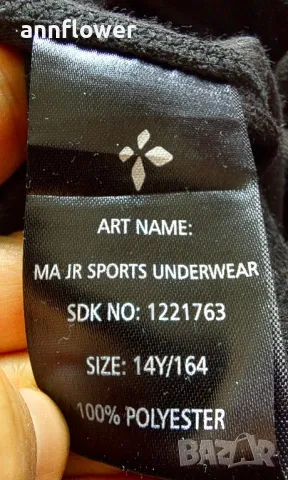 annflower
ART NAME:
MA JR SPORTS UNDERWEAR
SDK NO: 1221763
SIZE: 14Y/164
100% POLYESTER
BAZAR